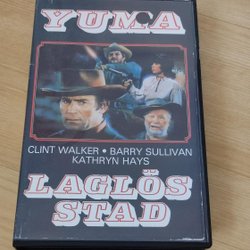 YUMA
CLINT WALKER • BARRY SULLIVAN
KATHRYN HAYS
LAGLÖS
STAD